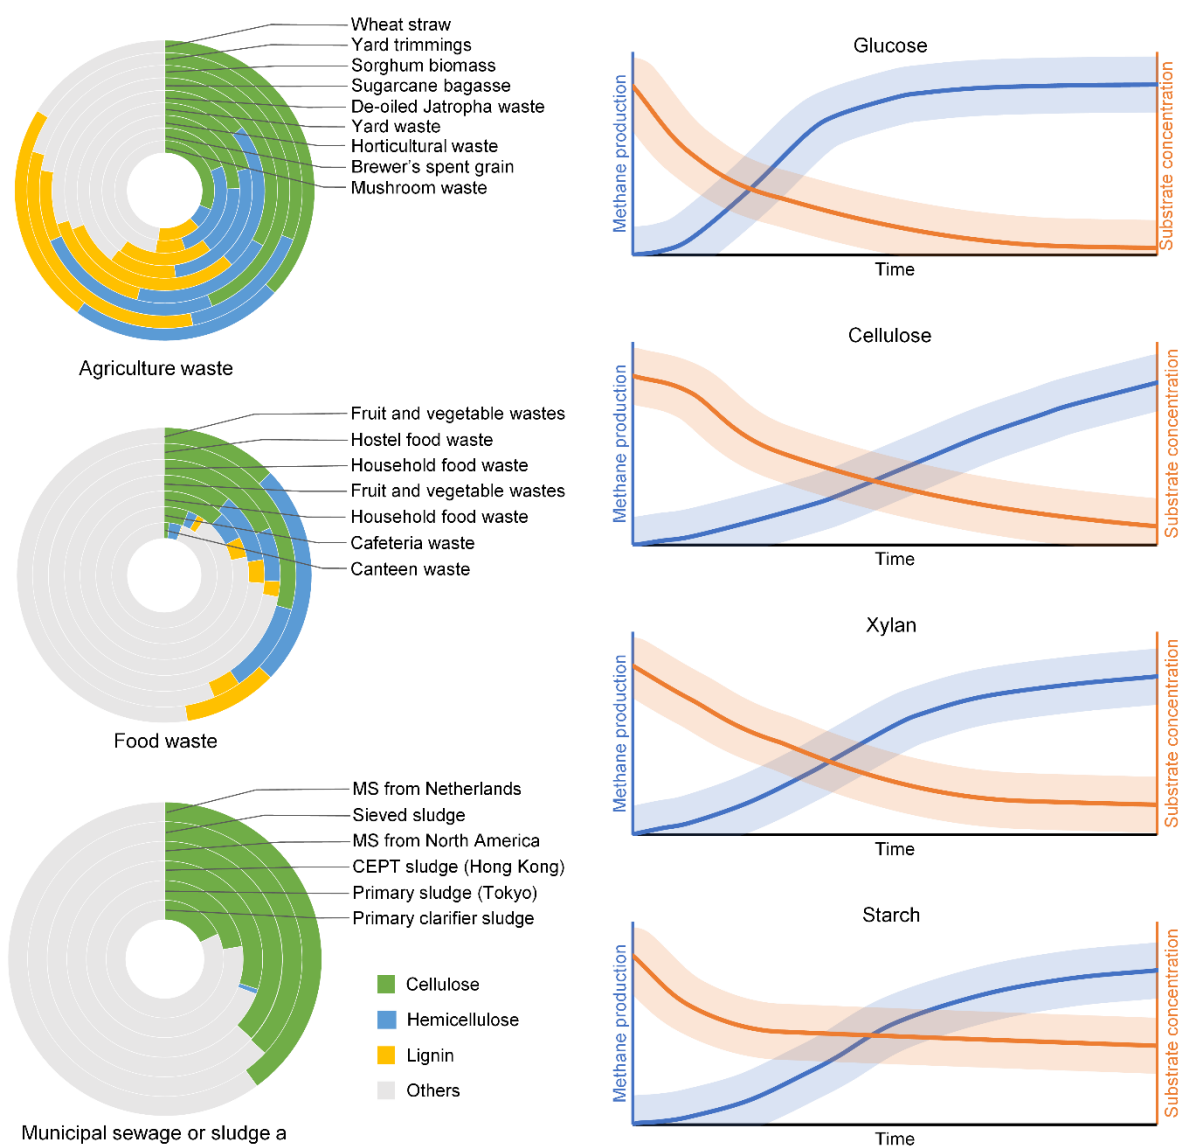 Wheat straw
Yard trimmings
Sorghum biomass
Sugarcane bagasse
De-oiled Jatropha waste
Yard waste
Horticultural waste
Brewer's spent grain
Mushroom waste
Agriculture waste
Fruit and vegetable wastes
Hostel food waste
Household food waste
Fruit and vegetable wastes
Household food waste
Cafeteria waste
Canteen waste
Food waste
MS from Netherlands
Sieved sludge
MS from North America
CEPT sludge (Hong Kong)
Primary sludge (Tokyo)
Primary clarifier sludge
Cellulose
Hemicellulose
Lignin
Others
Municipal sewage or sludge a
Glucose
Methane production
Substrate concentration
Time
Cellulose
Methane production
Substrate concentration
Time
Xylan
Methane production
Substrate concentration
Time
Starch
Methane production
Substrate concentration
Time